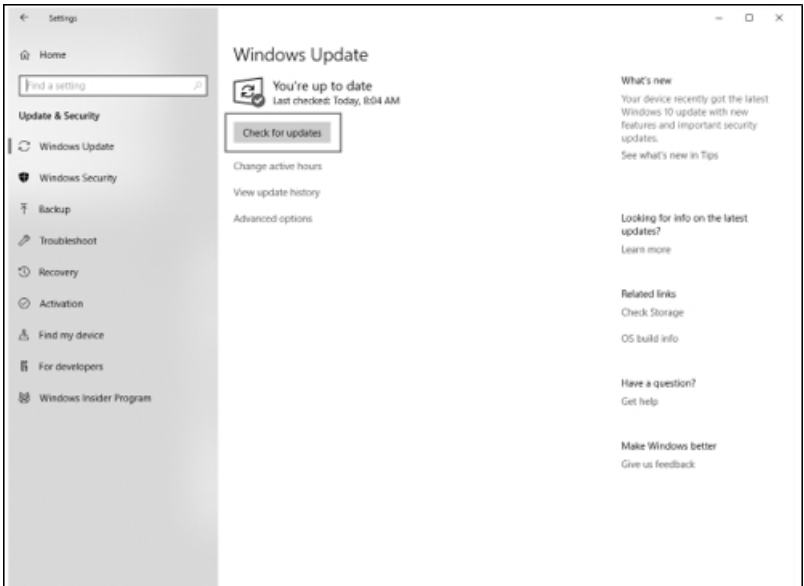 Settings
Home
Find a setting
Update & Security
Windows Update
Windows Security
Backup
Troubleshoot
Recovery
Activation
Find my device
For developers
Windows Insider Program
Windows Update
You're up to date
Last checked: Today, 8:04 AM
Check for updates
Change active hours
View update history
Advanced options
What's new
Your device recently got the latest
Windows 10 update with new
features and important security
updates.
See what's new in Tips
Looking for info on the latest
updates?
Learn more
Related links
Check Storage
OS build info
Have a question?
Get help
Make Windows better
Give us feedback